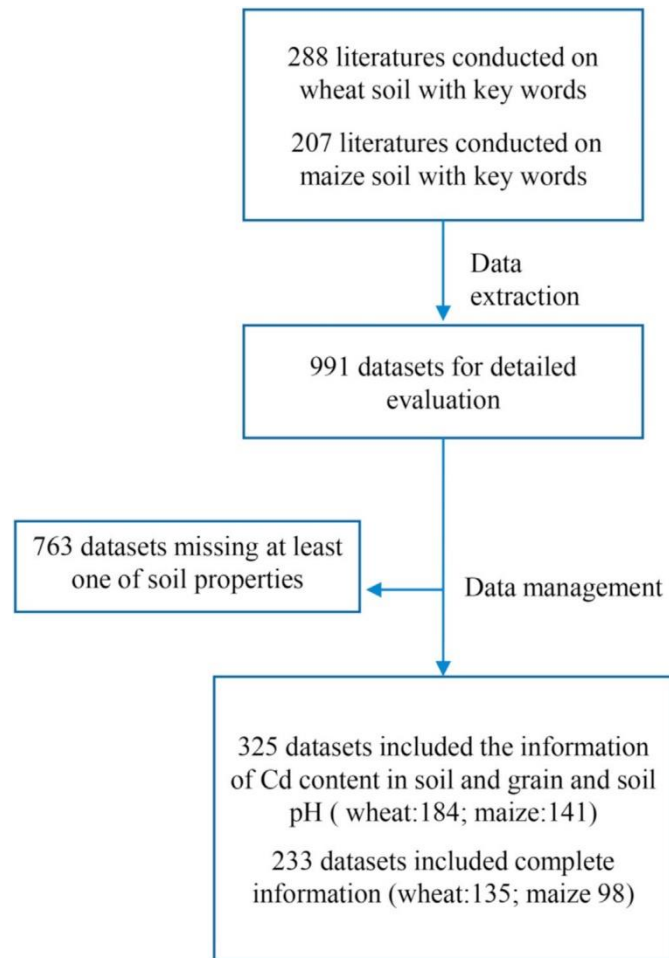 288 literatures conducted on
wheat soil with key words
207 literatures conducted on
maize soil with key words
Data
extraction
991 datasets for detailed
evaluation
763 datasets missing at least
one of soil properties
Data management
325 datasets included the information
of Cd content in soil and grain and soil
pH ( wheat:184; maize:141)
233 datasets included complete
information (wheat:135; maize 98)